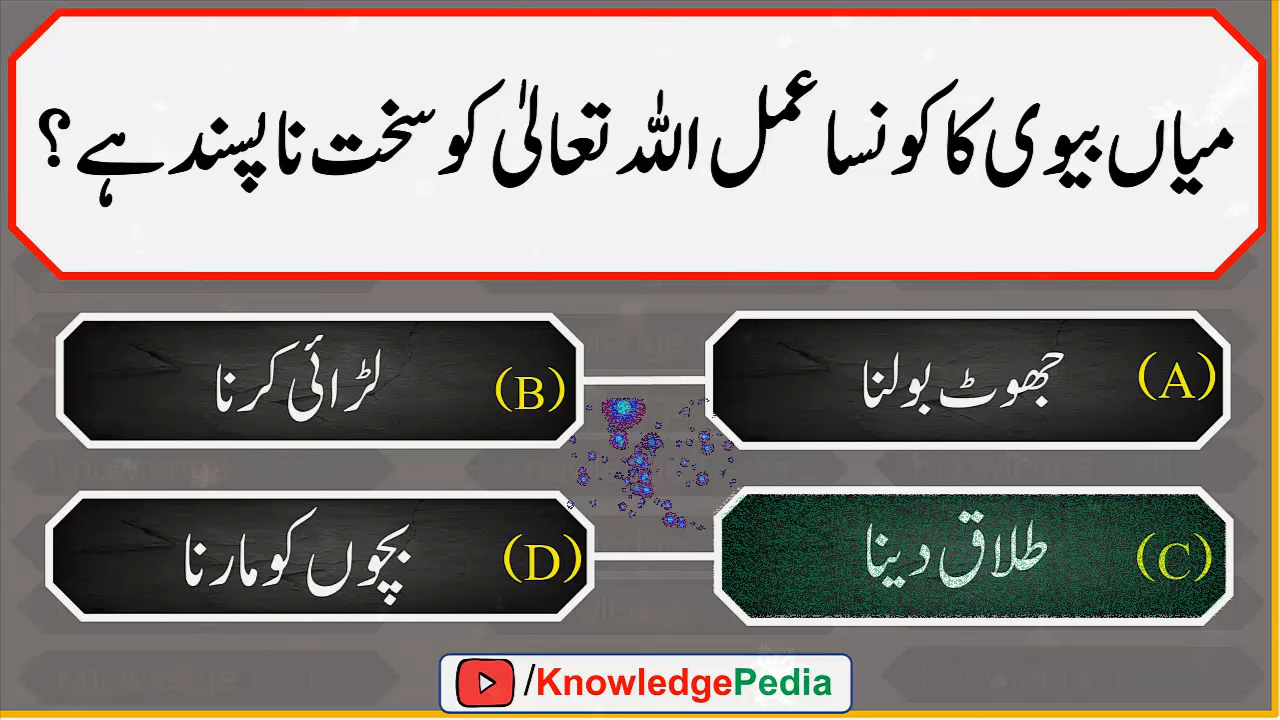 میاں بیوی کا کونسا عمل اللہ تعالیٰ کو سخت ناپسند ہے؟
(A) جھوٹ بولنا
(B) لڑائی کرنا
(C) طلاق دینا
(D) بچوں کو مارنا
/KnowledgePedia